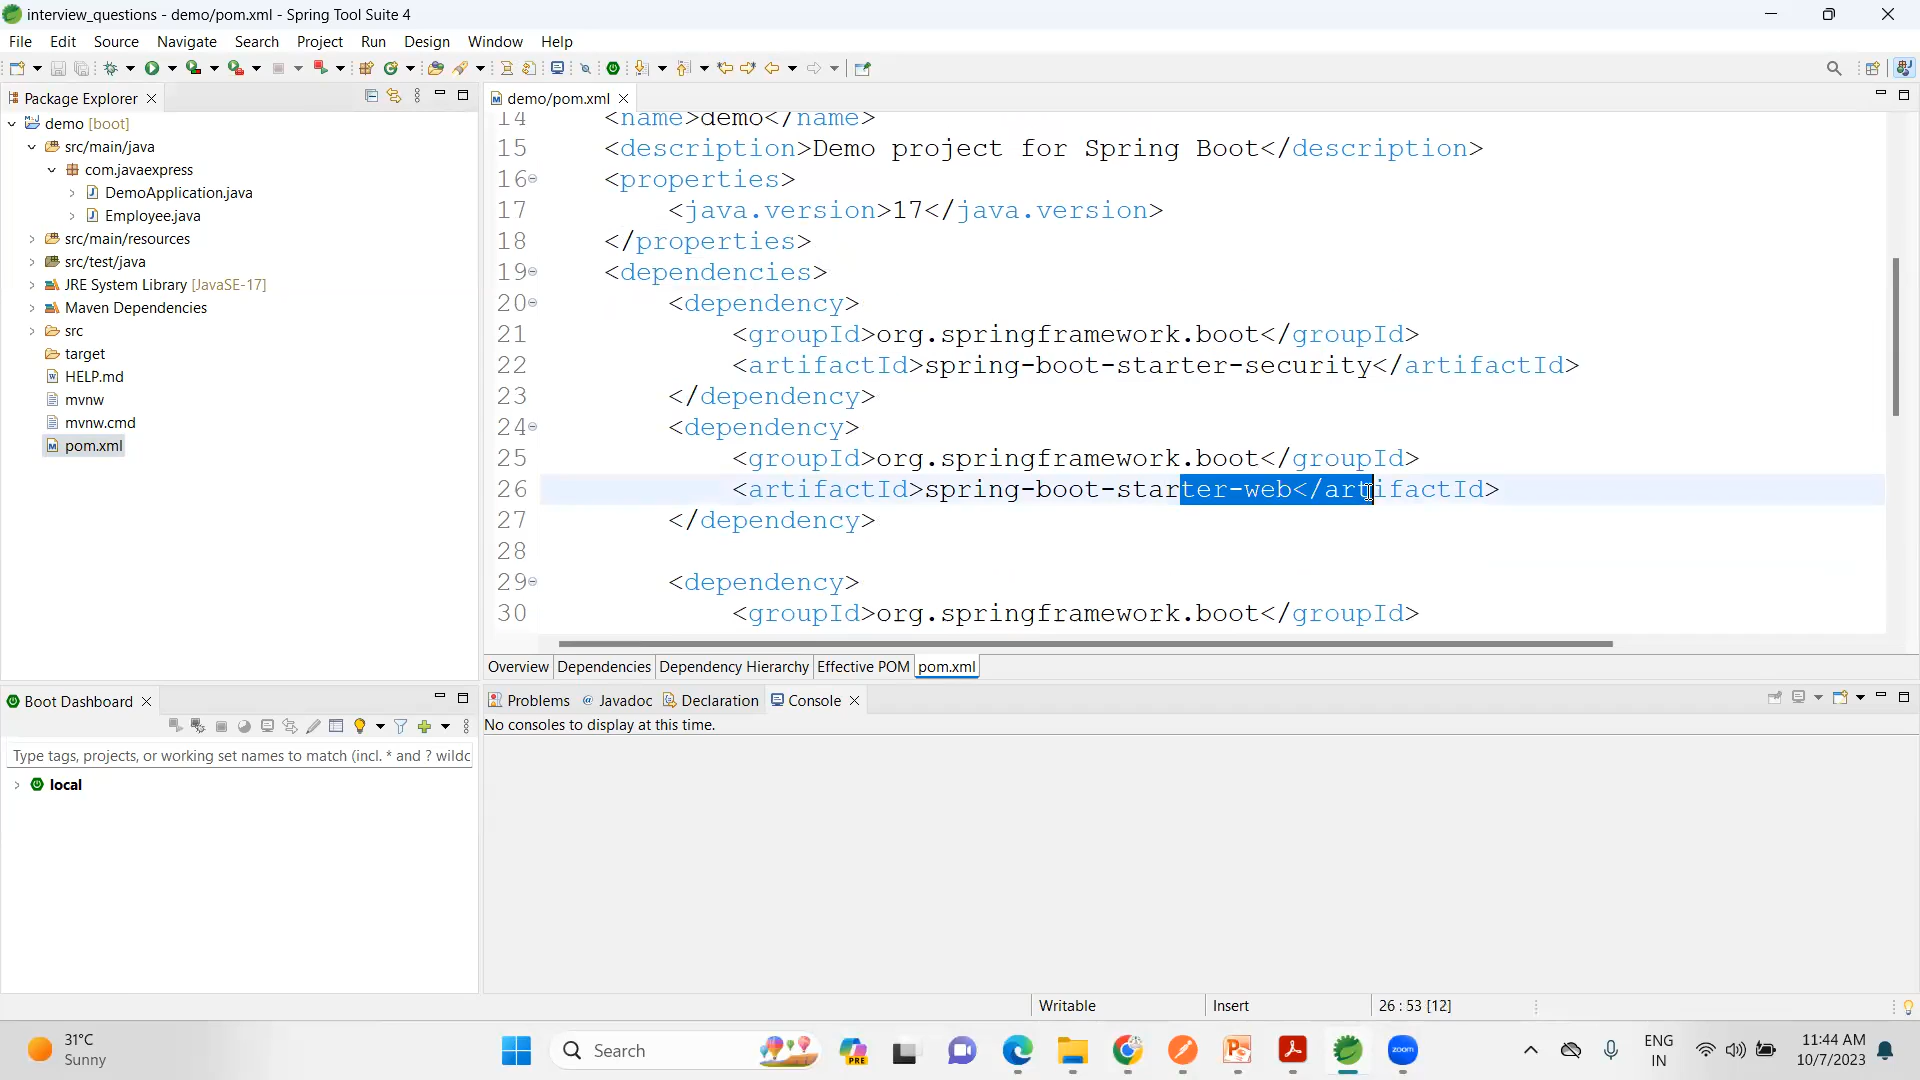 interview_questions - demo/pom.xml - Spring Tool Suite 4
File Edit Source Navigate Search Project Run Design Window Help
Package Explorer
demo [boot]
src/main/java
com.javaexpress
DemoApplication.java
Employee.java
src/main/resources
src/test/java
JRE System Library [JavaSE-17]
Maven Dependencies
src
target
HELP.md
mvnw
mvnw.cmd
pom.xml
demo/pom.xml
14 <name>demo</name>
15 <description>Demo project for Spring Boot</description>
16 <properties>
17 <java.version>17</java.version>
18 </properties>
19 <dependencies>
20 <dependency>
21 <groupId>org.springframework.boot</groupId>
22 <artifactId>spring-boot-starter-security</artifactId>
23 </dependency>
24 <dependency>
25 <groupId>org.springframework.boot</groupId>
26 <artifactId>spring-boot-starter-web</artifactId>
27 </dependency>
28
29 <dependency>
30 <groupId>org.springframework.boot</groupId>
Overview Dependencies Dependency Hierarchy Effective POM pom.xml
Boot Dashboard
Type tags, projects, or working set names to match (incl. * and ? wildc
local
Problems Javadoc Declaration Console
No consoles to display at this time.
Writable Insert 26 : 53 [12]
31°C
Sunny
Search
PRE
zoom
ENG
IN
11:44 AM
10/7/2023